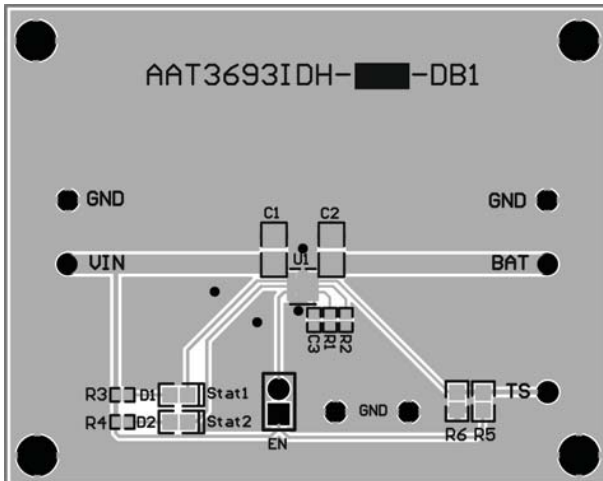 AAT3693IDH- -DB1
GND
GND
C1
C2
U1
VIN
BAT
C3
R1
R2
R3
D1
Stat1
R4
D2
Stat2
EN
GND
TS
R6
R5